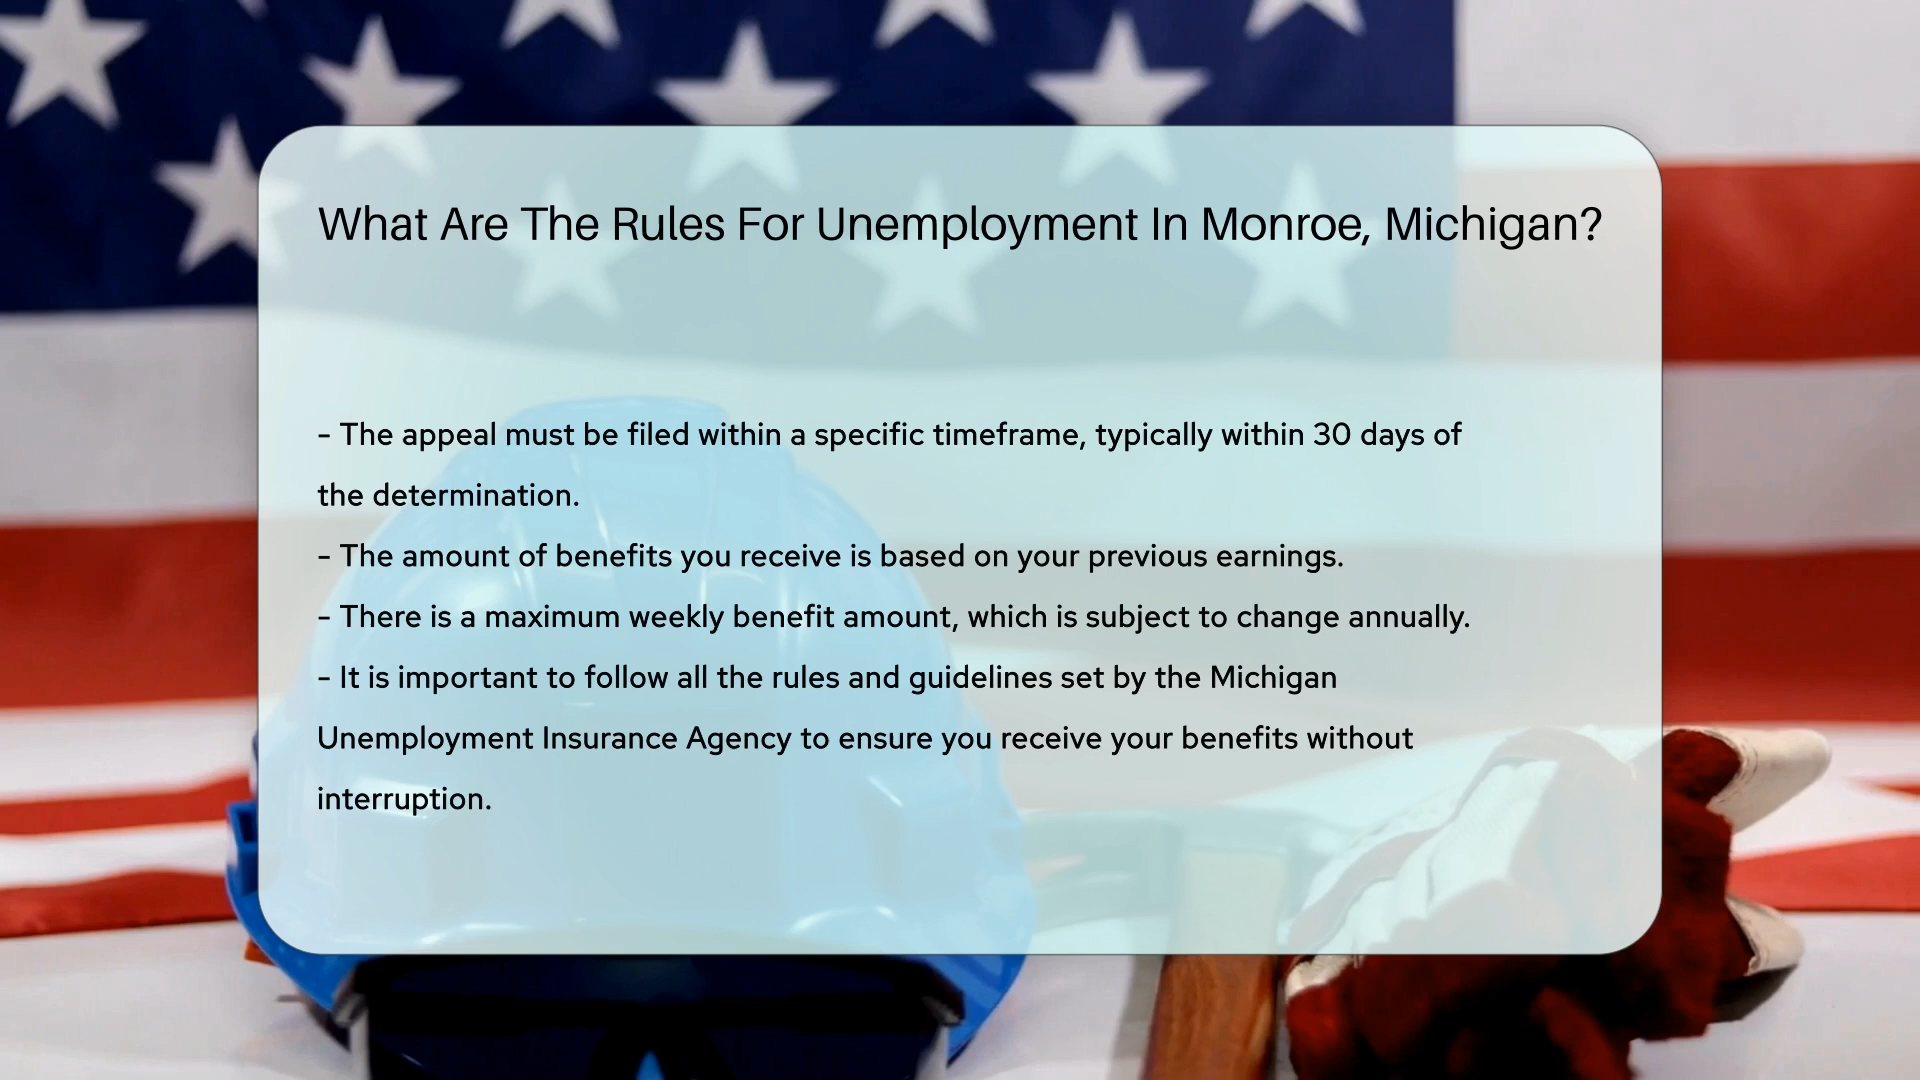 What Are The Rules For Unemployment In Monroe, Michigan?
- The appeal must be filed within a specific timeframe, typically within 30 days of
the determination.
- The amount of benefits you receive is based on your previous earnings.
- There is a maximum weekly benefit amount, which is subject to change annually.
- It is important to follow all the rules and guidelines set by the Michigan
Unemployment Insurance Agency to ensure you receive your benefits without
interruption.